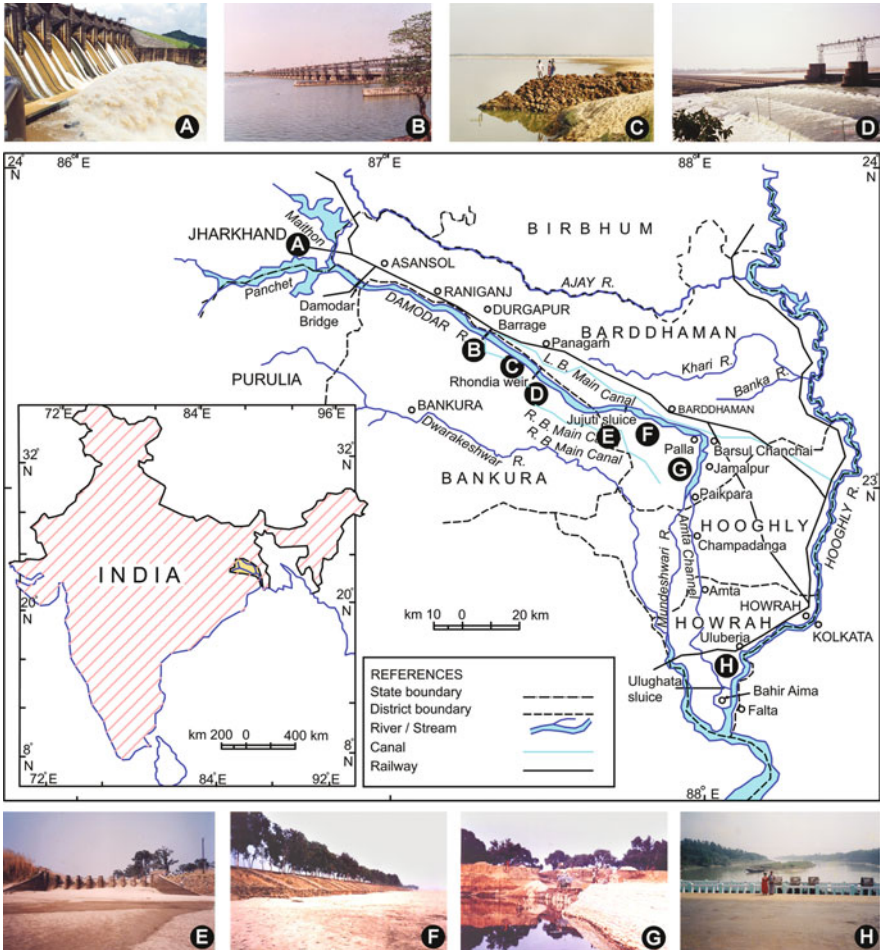 A
B
C
D
24
N
86° E
87° E
88° E
24
N
JHARKHAND
Maithon
A
Panchet
Damodar
Bridge
ASANSOL
RANIGANJ
DAMODAR R.
BIRBHUM
AJAY R.
DURGAPUR
Barrage
BARDDHAMAN
Panagarh
Khari R.
Banka R.
B
C
Rhondia weir
D
L. B. Main Canal
BARDDHAMAN
PURULIA
BANKURA
Dwarakeshwar R.
Jujuti sluice
E
F
R. B. Main Canal
R. B. Main Canal
Palla
Barsul Chanchai
G
Jamalpur
BANKURA
Paikpara
23
N
HOOGHLY
HOOGHLY R.
Champadanga
Mundeshwari R.
Amta Channel
Amta
HOWRAH
HOWRAH
KOLKATA
Uluberia
H
Ulughata
sluice
Bahir Aima
Falta
88° E
km 10 0 20 km
72° E
84° E
96° E
32
N
32
N
INDIA
20
N
20
N
km 200 0 400 km
8
N
8
N
72° E
84° E
92° E
REFERENCES
State boundary
District boundary
River / Stream
Canal
Railway
E
F
G
H